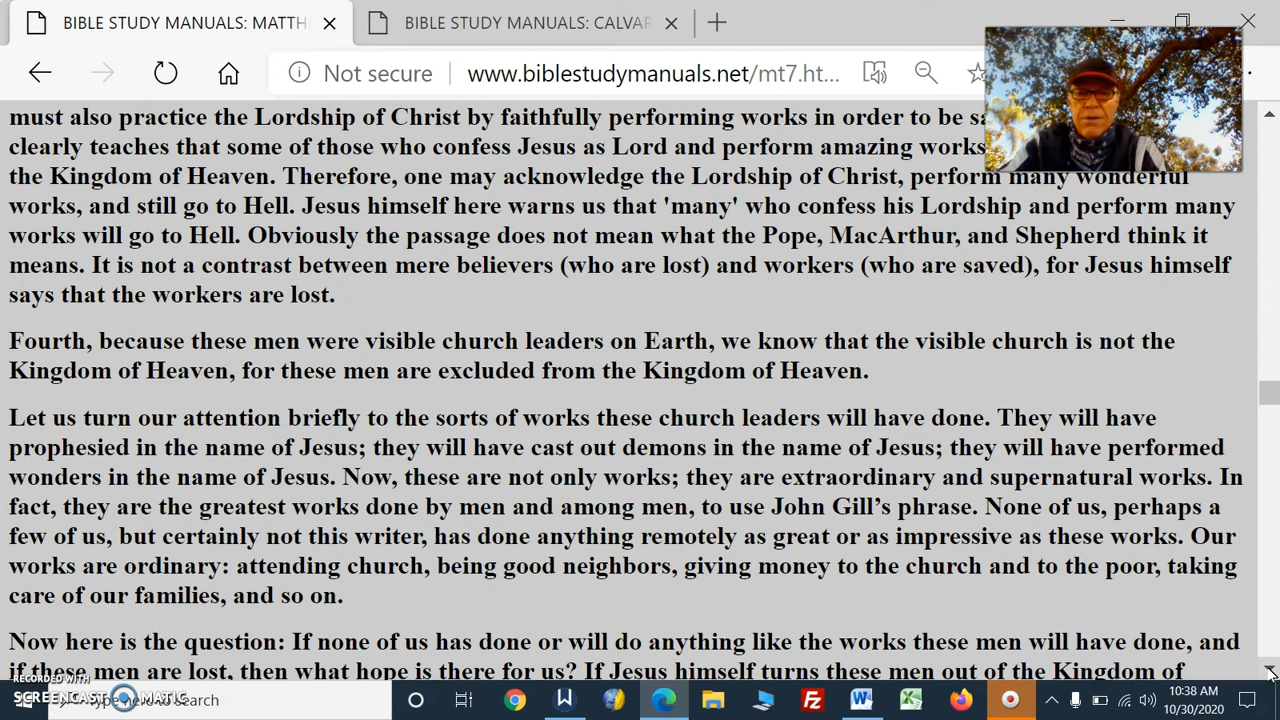 BIBLE STUDY MANUALS: MATTH
BIBLE STUDY MANUALS: CALVAR
Not secure
www.biblestudymanuals.net/mt7.ht...
must also practice the Lordship of Christ by faithfully performing works in order to be
clearly teaches that some of those who confess Jesus as Lord and perform amazing works
the Kingdom of Heaven. Therefore, one may acknowledge the Lordship of Christ, perform many wonderful
works, and still go to Hell. Jesus himself here warns us that 'many' who confess his Lordship and perform many
works will go to Hell. Obviously the passage does not mean what the Pope, MacArthur, and Shepherd think it
means. It is not a contrast between mere believers (who are lost) and workers (who are saved), for Jesus himself
says that the workers are lost.
Fourth, because these men were visible church leaders on Earth, we know that the visible church is not the
Kingdom of Heaven, for these men are excluded from the Kingdom of Heaven.
Let us turn our attention briefly to the sorts of works these church leaders will have done. They will have
prophesied in the name of Jesus; they will have cast out demons in the name of Jesus; they will have performed
wonders in the name of Jesus. Now, these are not only works; they are extraordinary and supernatural works. In
fact, they are the greatest works done by men and among men, to use John Gill’s phrase. None of us, perhaps a
few of us, but certainly not this writer, has done anything remotely as great or as impressive as these works. Our
works are ordinary: attending church, being good neighbors, giving money to the church and to the poor, taking
care of our families, and so on.
Now here is the question: If none of us has done or will do anything like the works these men will have done, and
if these men are lost, then what hope is there for us? If Jesus himself turns these men out of the Kingdom of
RECORDED WITH
SCREENCAST MATIC
Type here to search
10:38 AM
10/30/2020